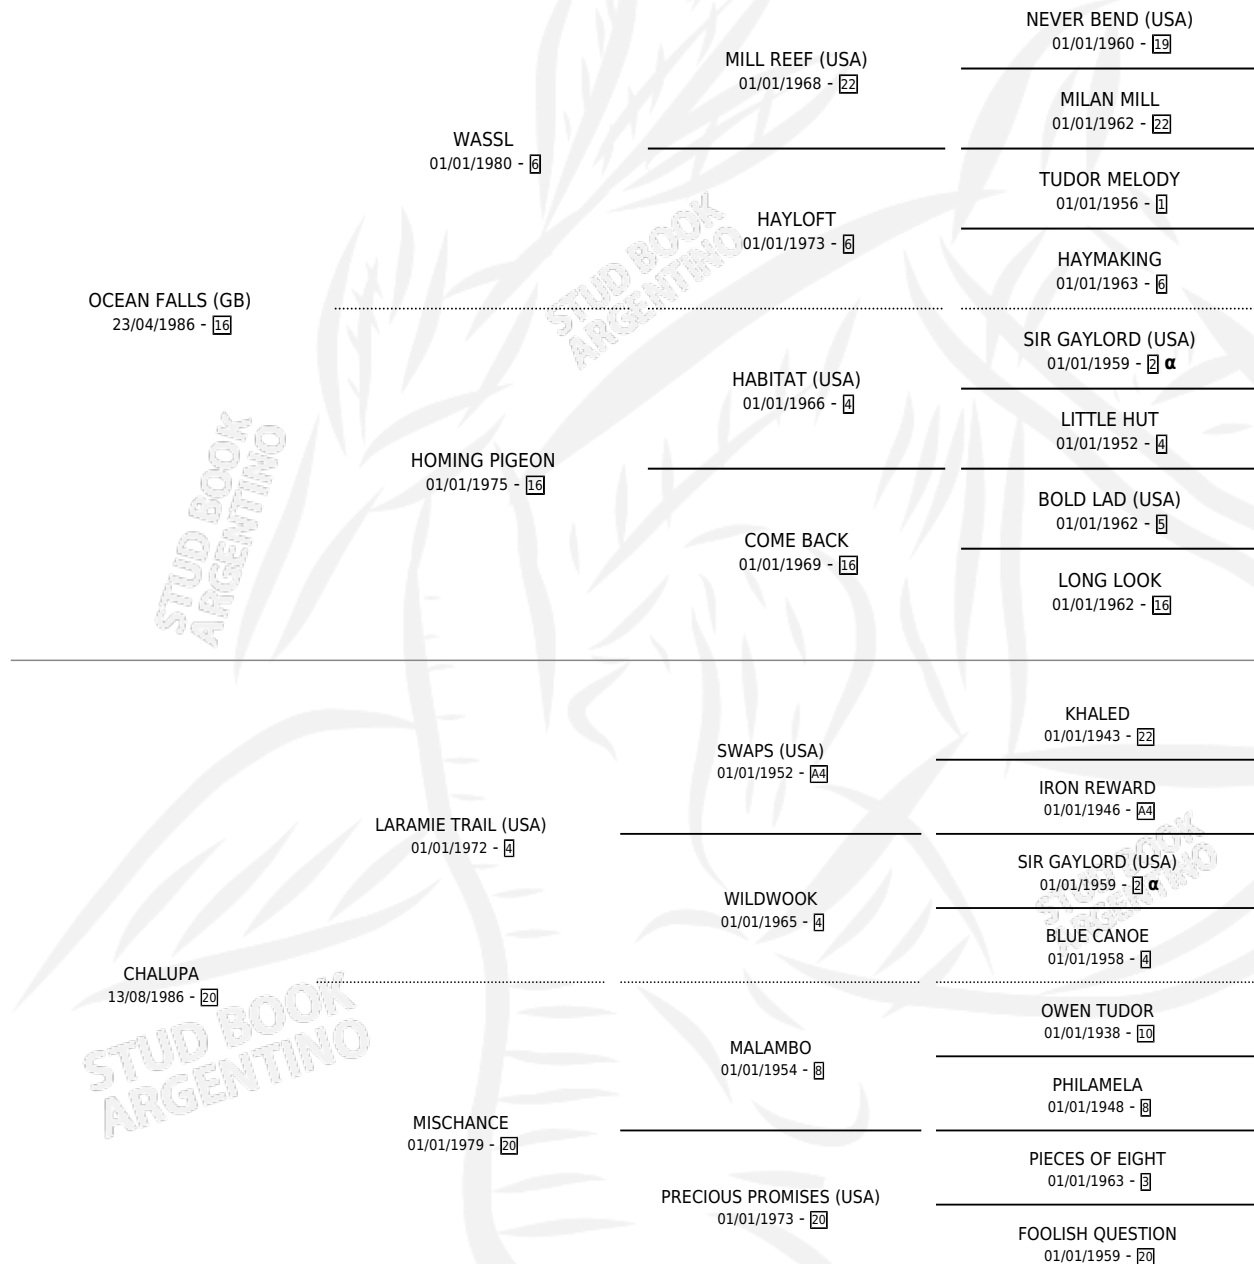 NEVER BEND (USA)
01/01/1960 - 19
MILL REEF (USA)
01/01/1968 - 22
MILAN MILL
01/01/1962 - 22
WASSL
01/01/1980 - 6
TUDOR MELODY
01/01/1956 - 1
HAYLOFT
01/01/1973 - 6
HAYMAKING
01/01/1963 - 6
OCEAN FALLS (GB)
23/04/1986 - 16
SIR GAYLORD (USA)
01/01/1959 - 2 α
HABITAT (USA)
01/01/1966 - 4
LITTLE HUT
01/01/1952 - 4
HOMING PIGEON
01/01/1975 - 16
BOLD LAD (USA)
01/01/1962 - 5
COME BACK
01/01/1969 - 16
LONG LOOK
01/01/1962 - 16
KHALED
01/01/1943 - 22
SWAPS (USA)
01/01/1952 - A4
IRON REWARD
01/01/1946 - A4
LARAMIE TRAIL (USA)
01/01/1972 - 4
SIR GAYLORD (USA)
01/01/1959 - 2 α
WILDWOOK
01/01/1965 - 4
BLUE CANOE
01/01/1958 - 4
CHALUPA
13/08/1986 - 20
OWEN TUDOR
01/01/1938 - 10
MALAMBO
01/01/1954 - 8
PHILAMELA
01/01/1948 - 8
MISCHANCE
01/01/1979 - 20
PIECES OF EIGHT
01/01/1963 - 3
PRECIOUS PROMISES (USA)
01/01/1973 - 20
FOOLISH QUESTION
01/01/1959 - 20
STUD BOOK
ARGENTINO
STUD BOOK
ARGENTINO
STUD BOOK
ARGENTINO
STUD BOOK
ARGENTINO